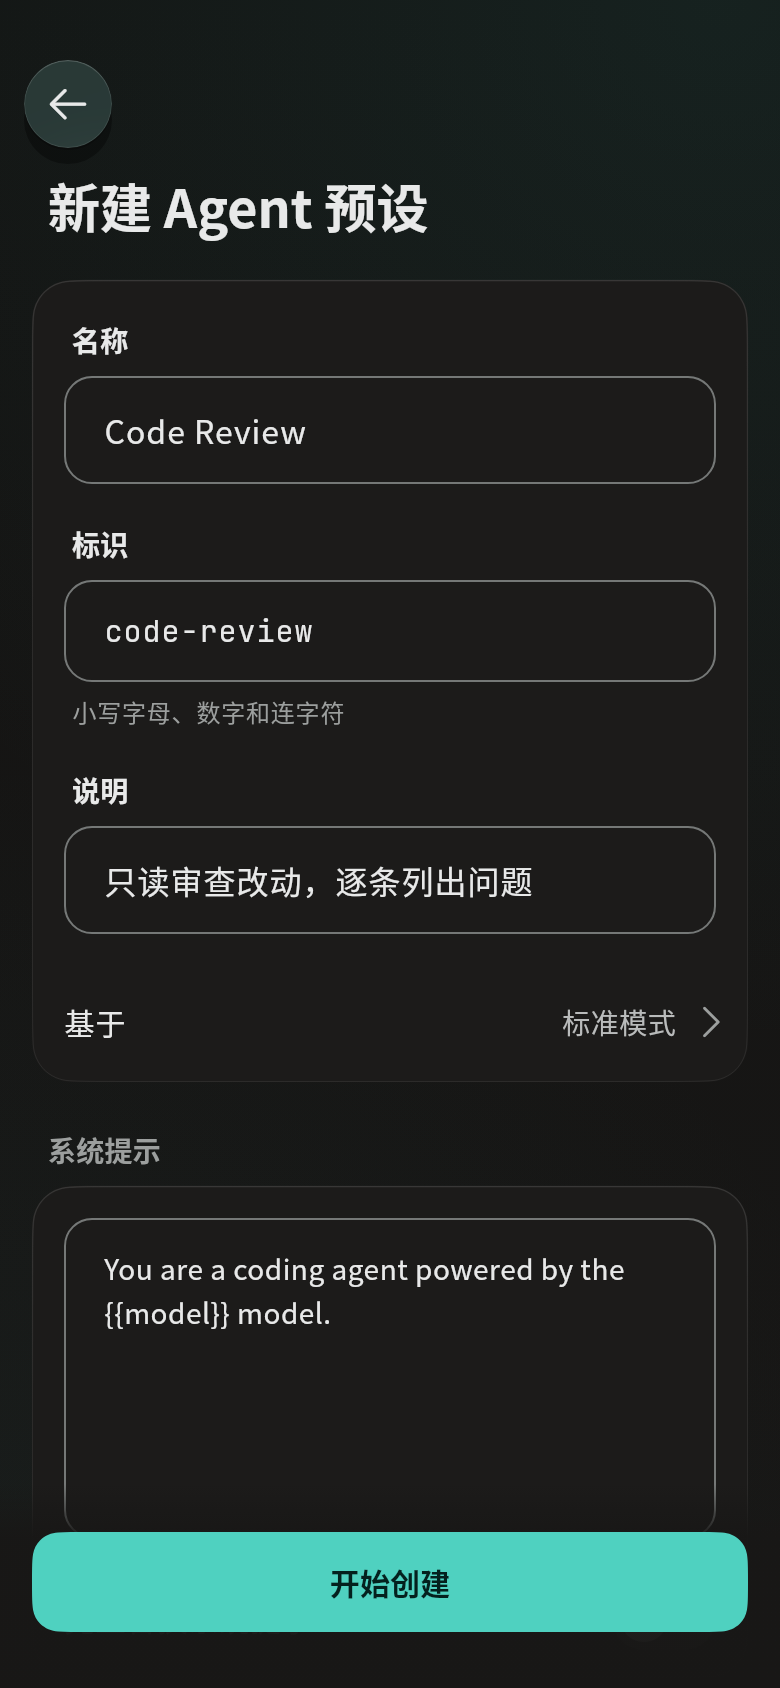 新建 Agent 预设
名称
Code Review
标识
code-review
小写字母、数字和连字符
说明
只读审查改动，逐条列出问题
基于 标准模式
系统提示
You are a coding agent powered by the
{{model}} model.
开始创建